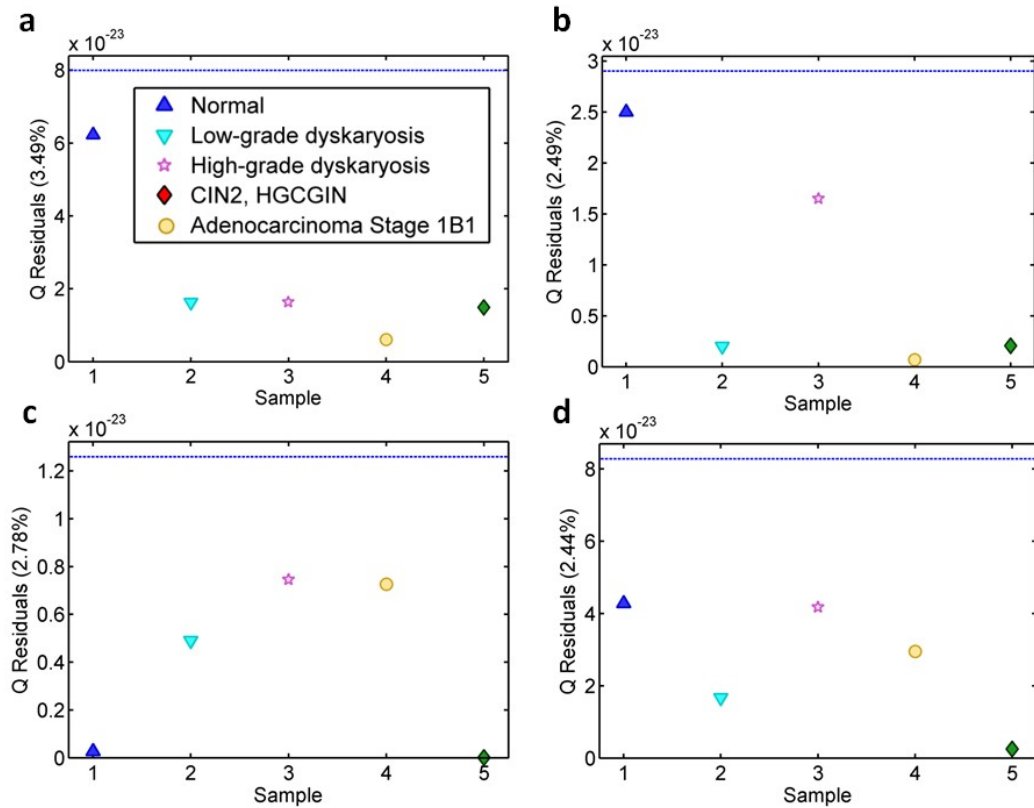 a
x 10-23
8
6
4
2
0
Q Residuals (3.49%)
Normal
Low-grade dyskaryosis
High-grade dyskaryosis
CIN2, HGCGIN
Adenocarcinoma Stage 1B1
1 2 3 4 5
Sample
b
x 10-23
3
2.5
2
1.5
1
0.5
0
Q Residuals (2.49%)
1 2 3 4 5
Sample
c
x 10-23
1.2
1
0.8
0.6
0.4
0.2
0
Q Residuals (2.78%)
1 2 3 4 5
Sample
d
x 10-23
8
6
4
2
0
Q Residuals (2.44%)
1 2 3 4 5
Sample